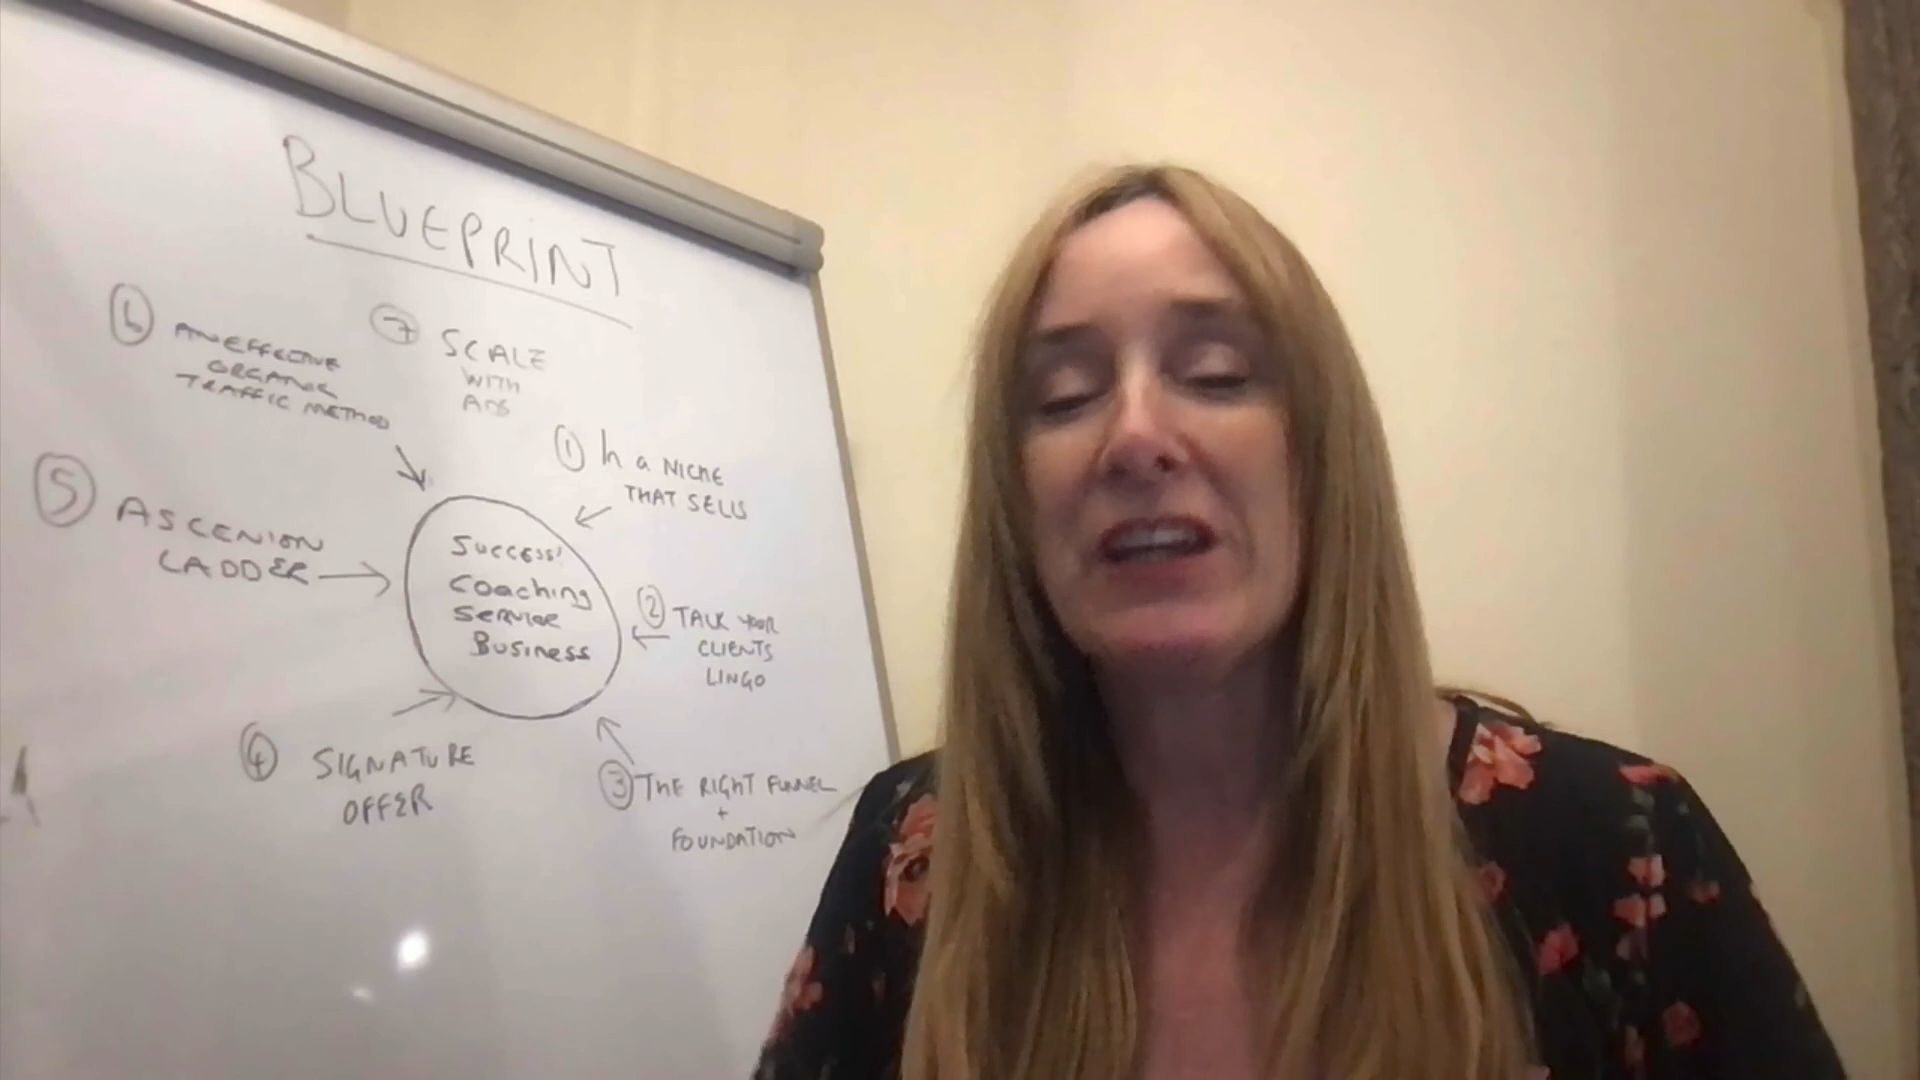 BLUEPRINT
6 AN EFFECTIVE
ORGANIC
TRAFFIC METHOD
7 SCALE
WITH
ADS
1 In a NICHE
THAT SELLS
5 ASCENION
LADDER
SUCCESS'
COACHING
SERVICE
BUSINESS
2 TALK YOUR
CLIENTS
LINGO
4 SIGNATURE
OFFER
3 THE RIGHT FUNNEL
+
FOUNDATION